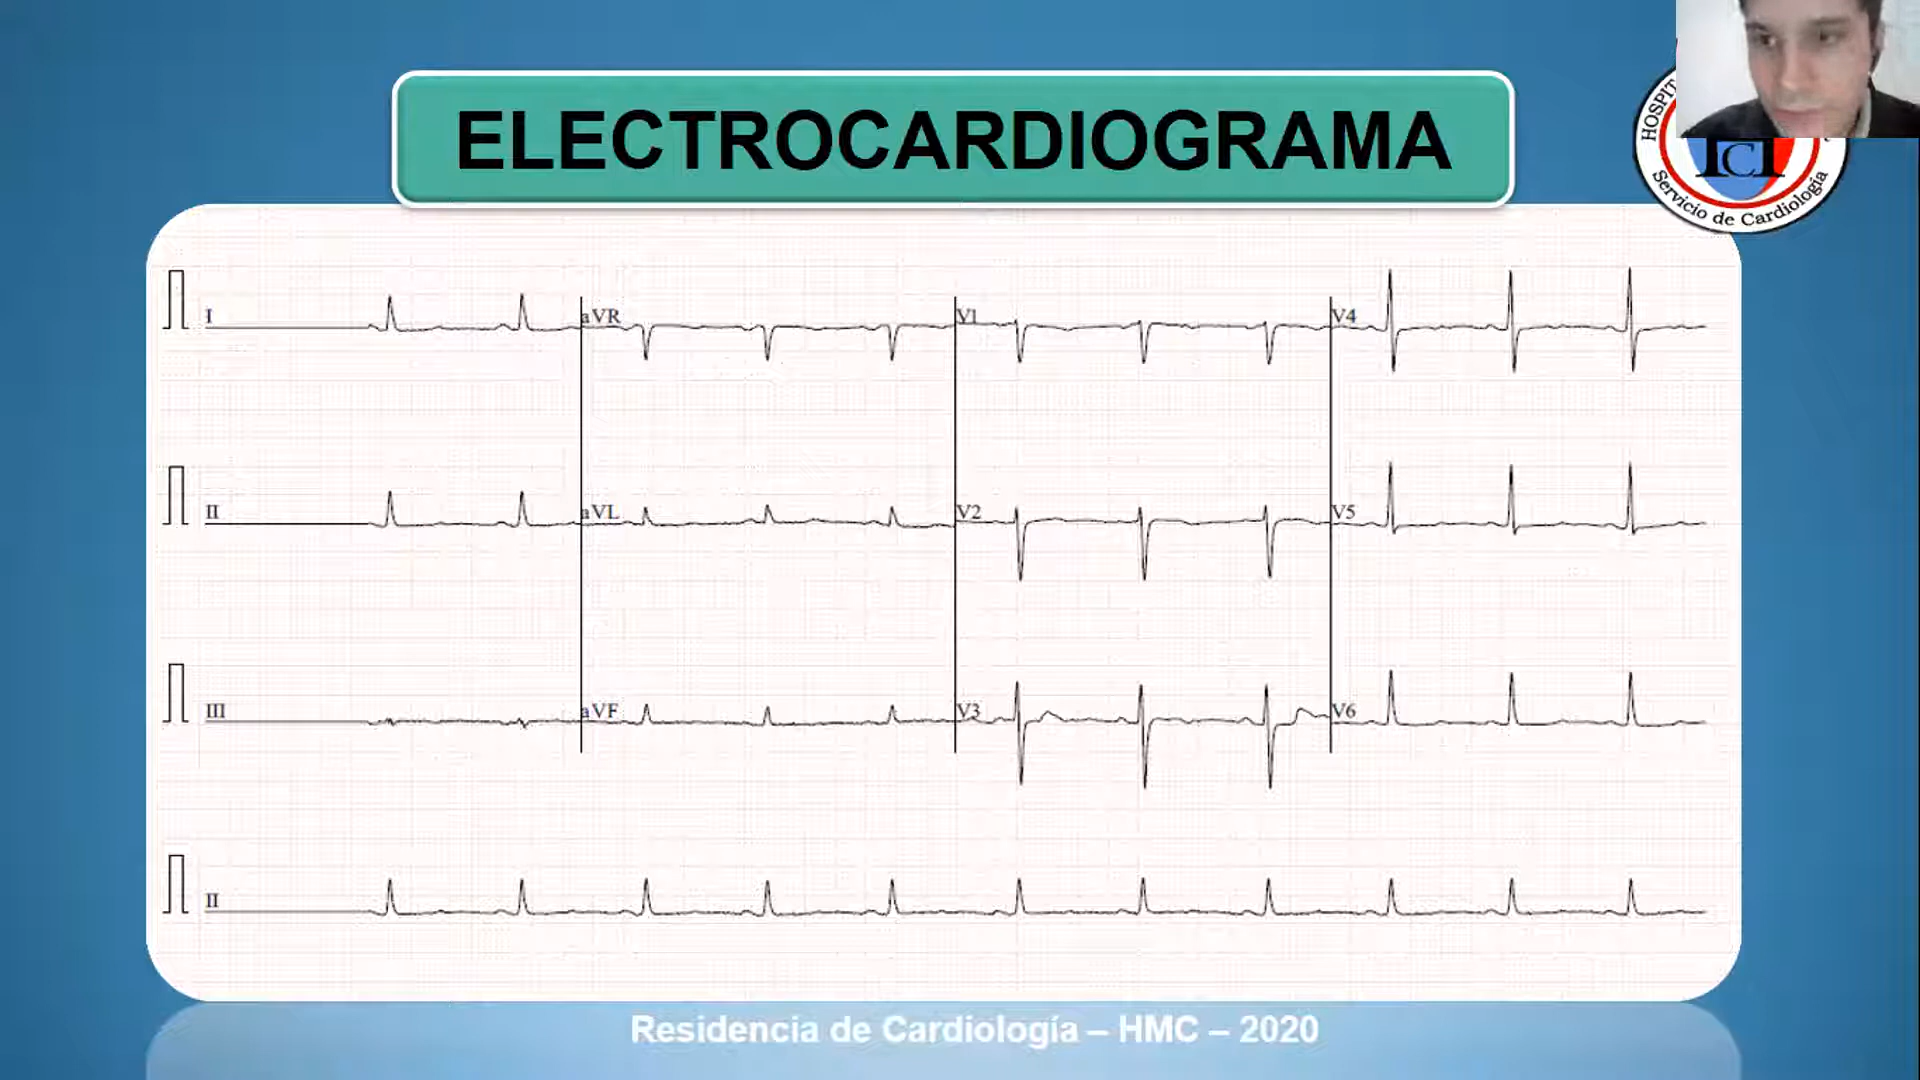 ELECTROCARDIOGRAMA
HOSPIT
Servicio de Cardiología
I
aVR
V1
V4
II
aVL
V2
V5
III
aVF
V3
V6
II
Residencia de Cardiología – HMC – 2020